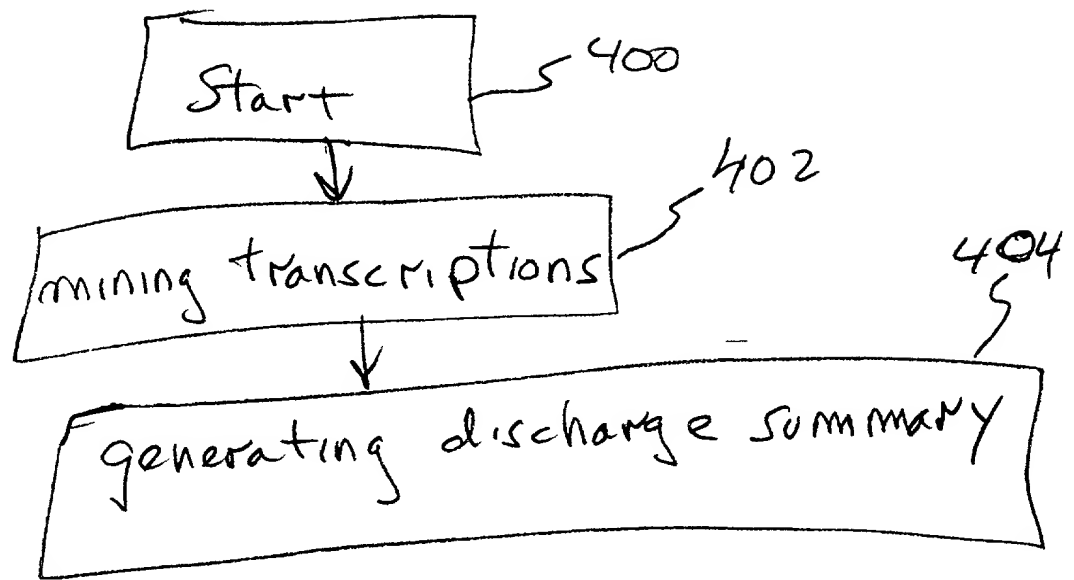 Start
400
mining transcriptions
402
404
generating discharge summary